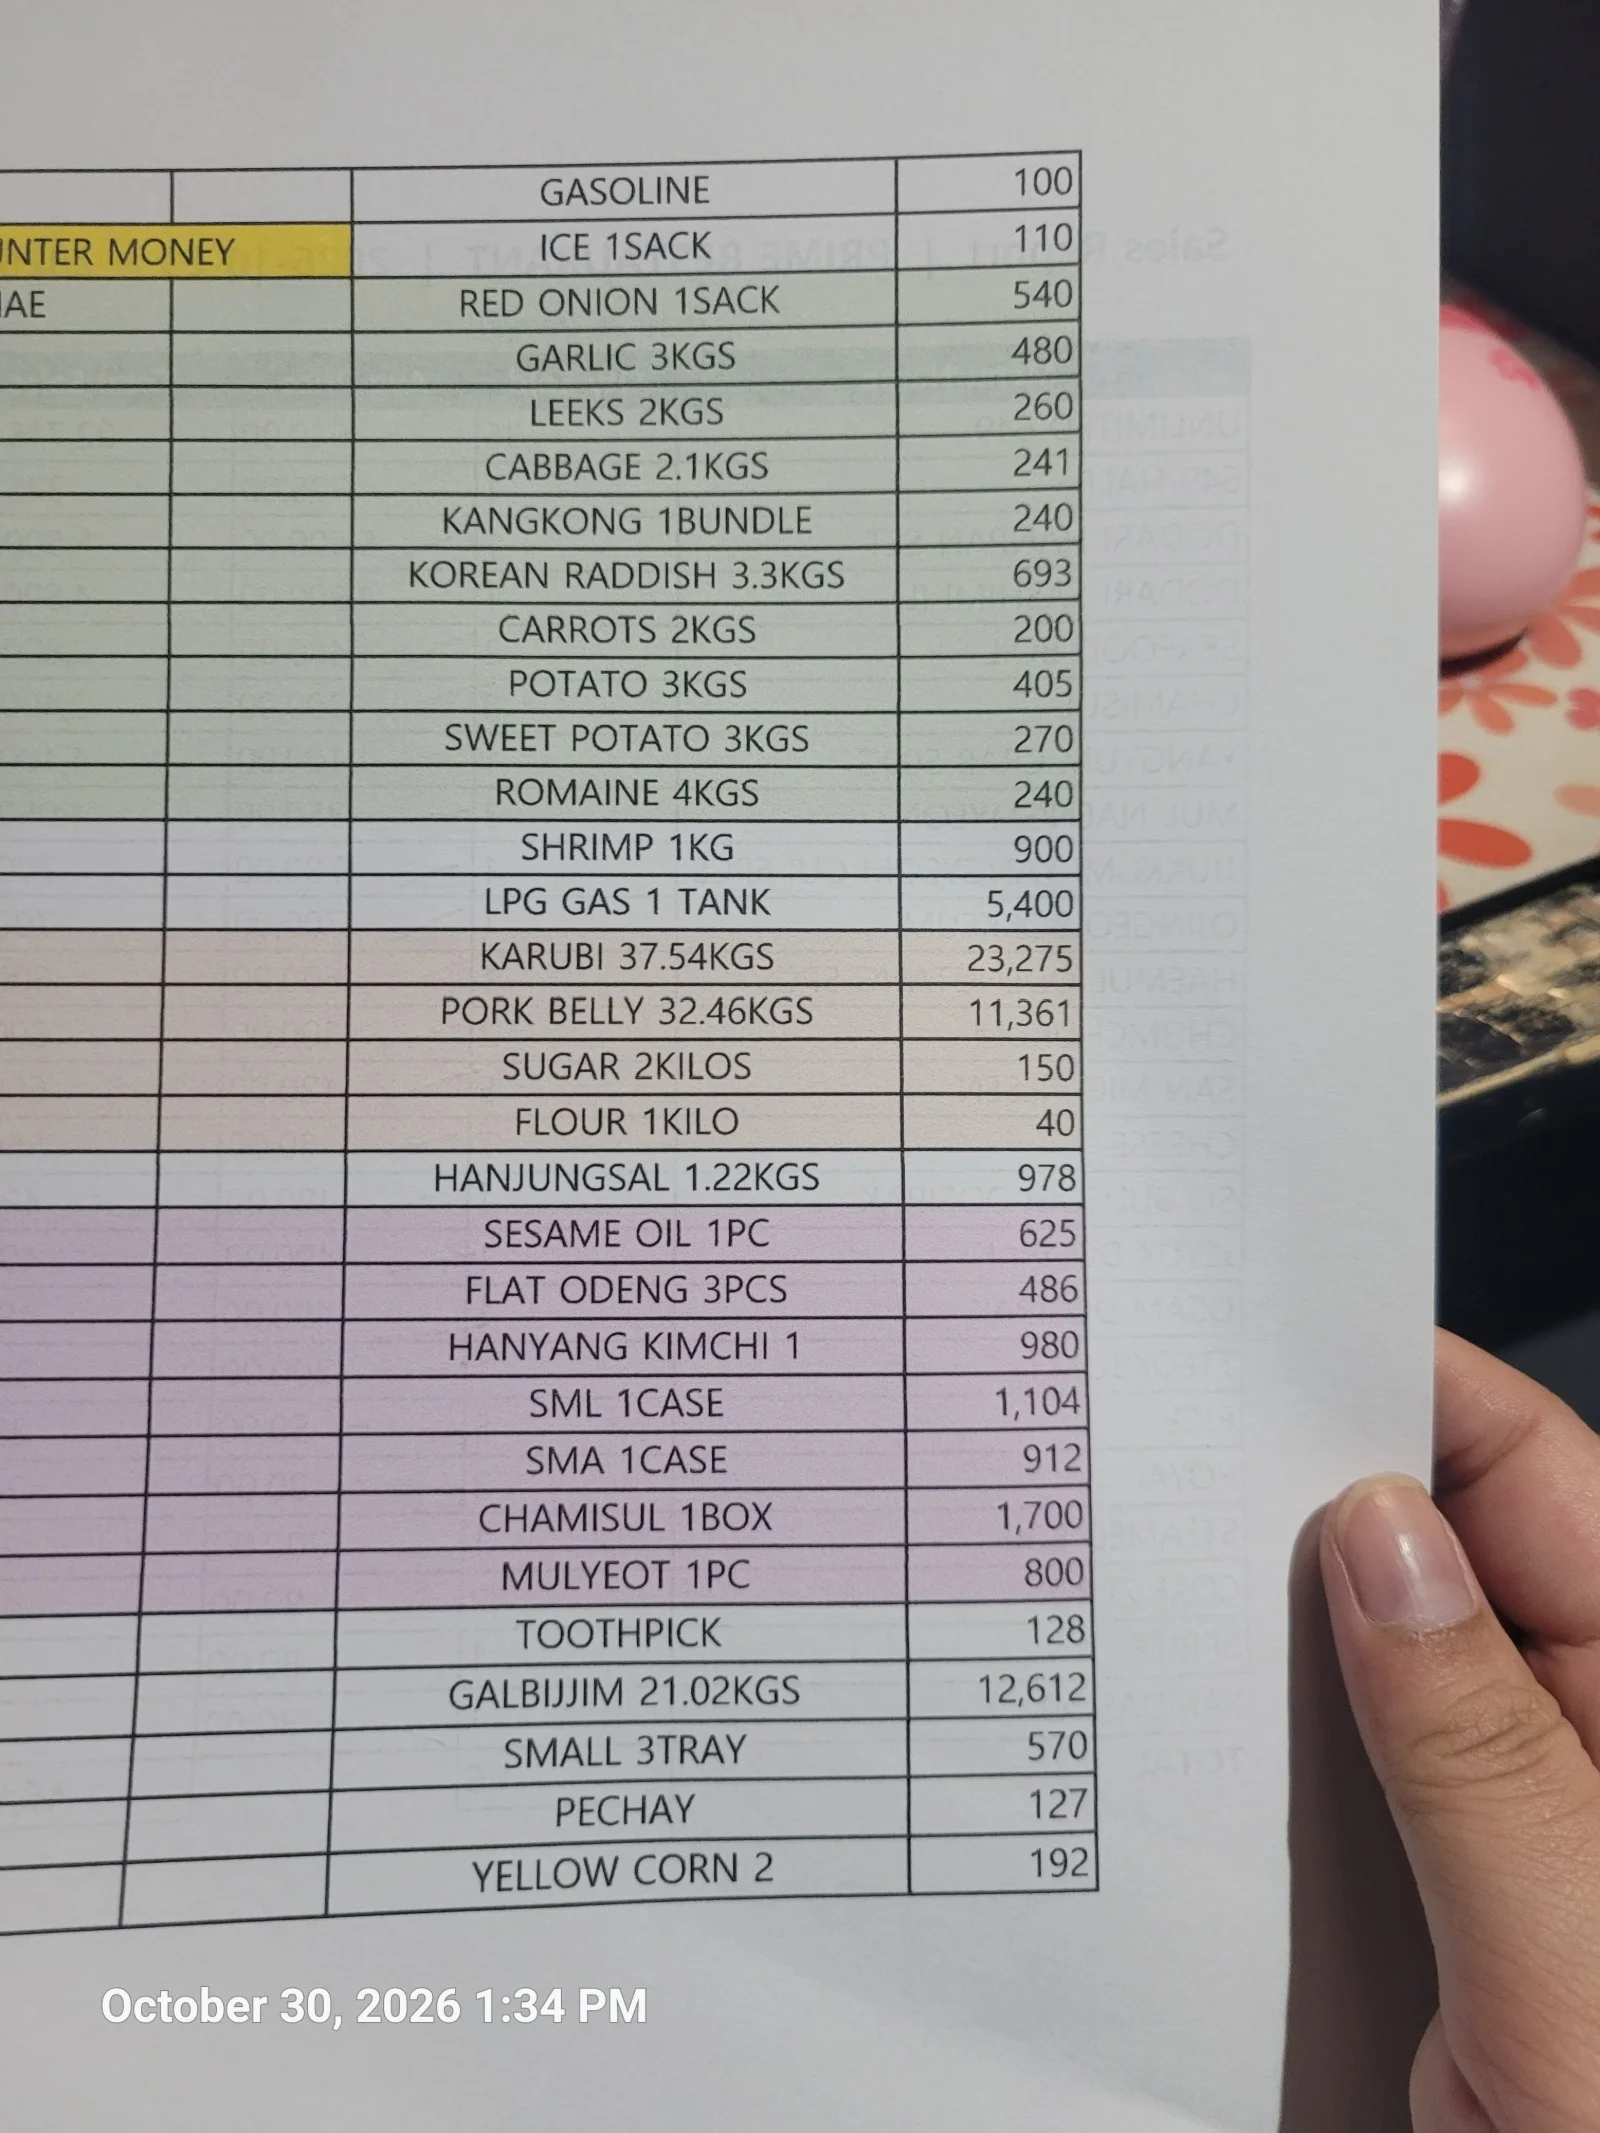 GASOLINE 100
UNTER MONEY ICE 1SACK 110
IAE RED ONION 1SACK 540
GARLIC 3KGS 480
LEEKS 2KGS 260
CABBAGE 2.1KGS 241
KANGKONG 1BUNDLE 240
KOREAN RADDISH 3.3KGS 693
CARROTS 2KGS 200
POTATO 3KGS 405
SWEET POTATO 3KGS 270
ROMAINE 4KGS 240
SHRIMP 1KG 900
LPG GAS 1 TANK 5,400
KARUBI 37.54KGS 23,275
PORK BELLY 32.46KGS 11,361
SUGAR 2KILOS 150
FLOUR 1KILO 40
HANJUNGSAL 1.22KGS 978
SESAME OIL 1PC 625
FLAT ODENG 3PCS 486
HANYANG KIMCHI 1 980
SML 1CASE 1,104
SMA 1CASE 912
CHAMISUL 1BOX 1,700
MULYEOT 1PC 800
TOOTHPICK 128
GALBIJJIM 21.02KGS 12,612
SMALL 3TRAY 570
PECHAY 127
YELLOW CORN 2 192
October 30, 2026 1:34 PM